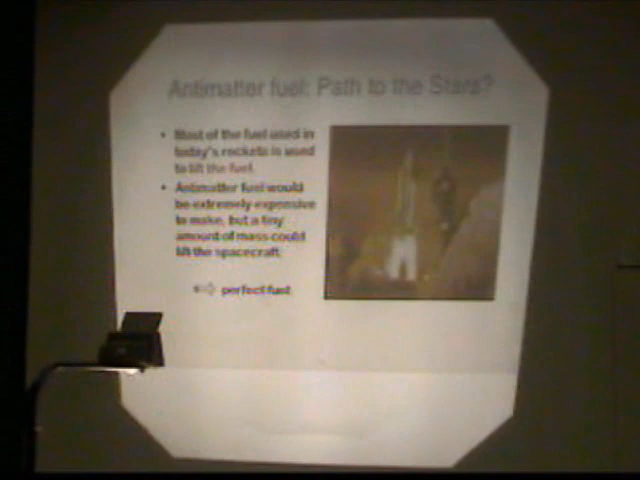 Antimatter fuel: Path to the Stars?
• Most of the fuel used in
today's rockets is used
to lift the fuel.
• Antimatter fuel would
be extremely expensive
to make, but a tiny
amount of mass could
lift the spacecraft.
⇨ perfect fuel